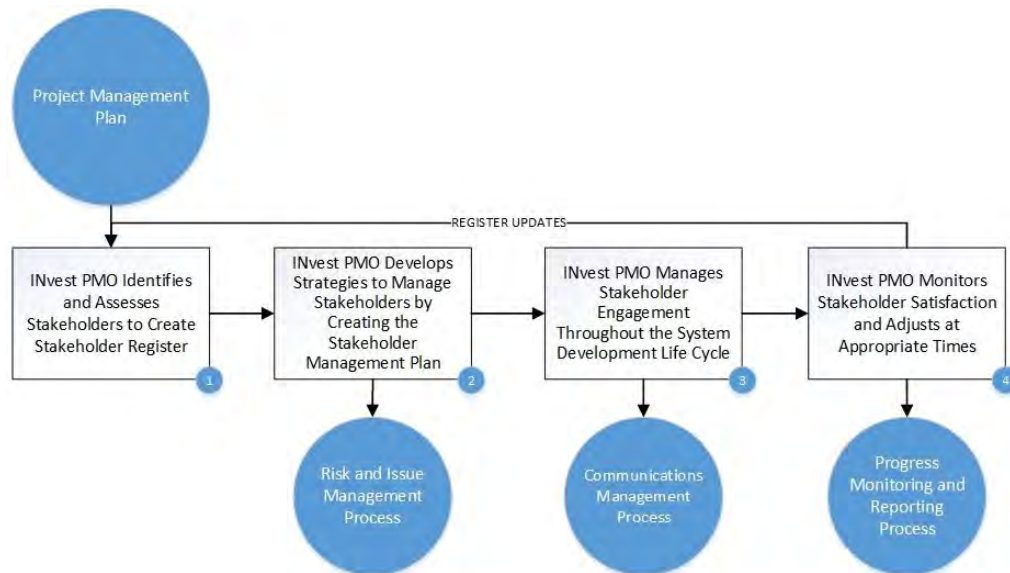 Project Management
Plan
REGISTER UPDATES
INvest PMO Identifies
and Assesses
Stakeholders to Create
Stakeholder Register
1
INvest PMO Develops
Strategies to Manage
Stakeholders by
Creating the
Stakeholder
Management Plan
2
INvest PMO Manages
Stakeholder
Engagement
Throughout the System
Development Life Cycle
3
INvest PMO Monitors
Stakeholder Satisfaction
and Adjusts at
Appropriate Times
4
Risk and Issue
Management
Process
Communications
Management
Process
Progress
Monitoring and
Reporting
Process